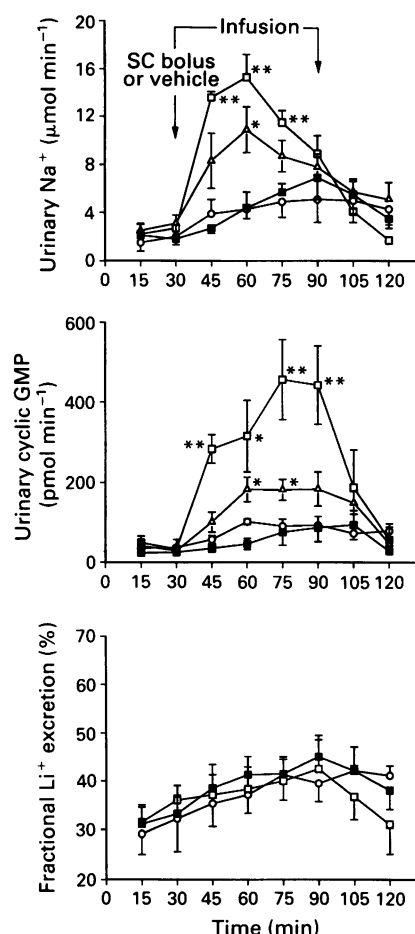 Infusion
SC bolus
or vehicle
Urinary Na⁺ (μmol min⁻¹)
20
16
12
8
4
0
**
**
*
**
0 15 30 45 60 75 90 105 120
Urinary cyclic GMP
(pmol min⁻¹)
600
400
200
0
**
*
**
**
*
*
0 15 30 45 60 75 90 105 120
Fractional Li⁺ excretion (%)
70
60
50
40
30
20
0 15 30 45 60 75 90 105 120
Time (min)